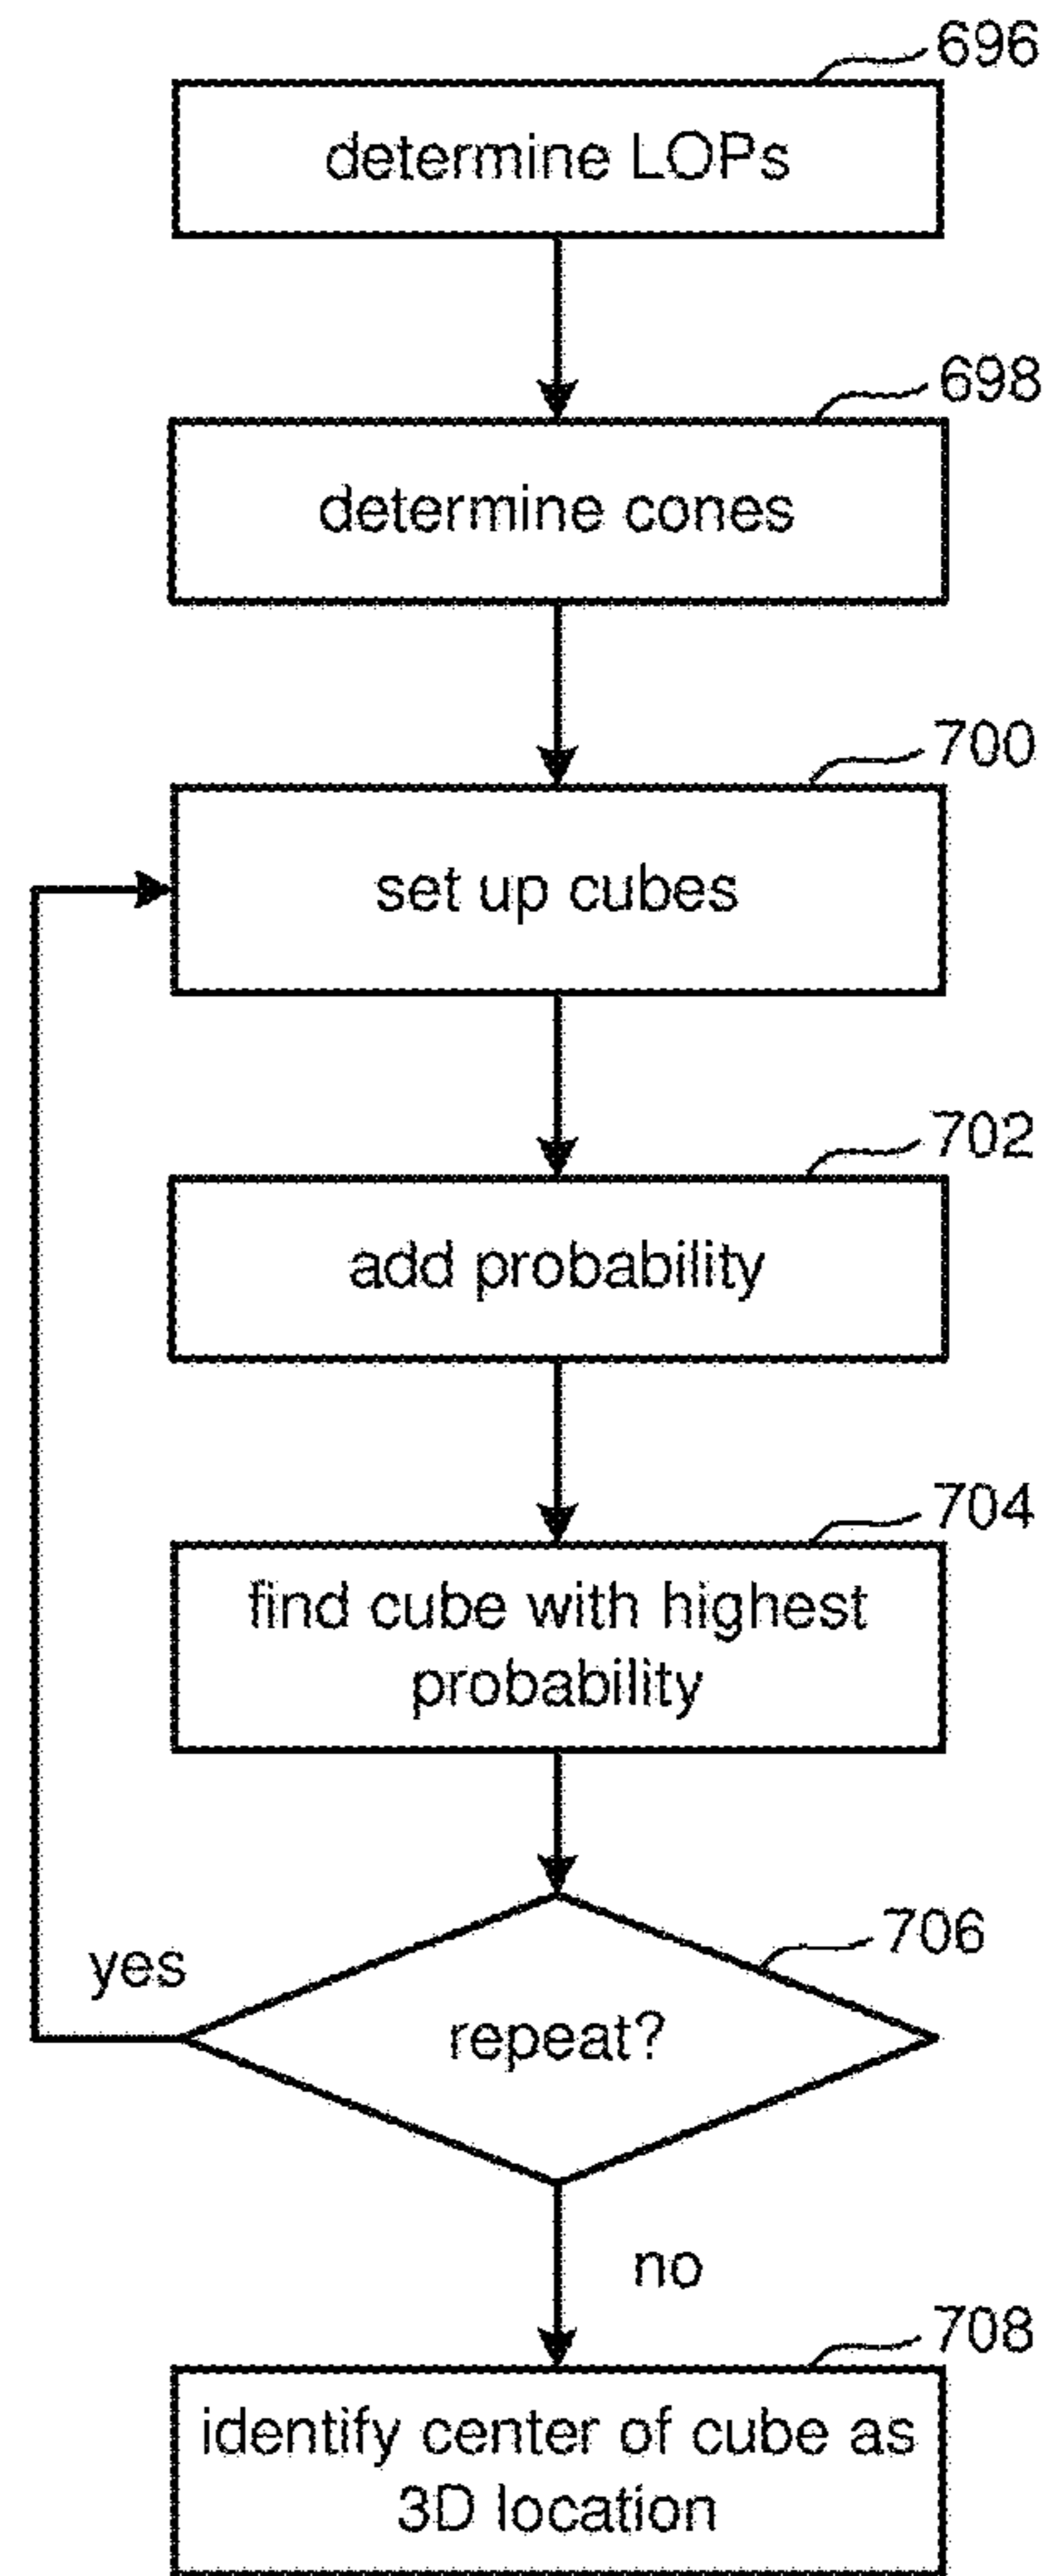 696
determine LOPs
698
determine cones
700
set up cubes
702
add probability
704
find cube with highest
probability
706
yes
repeat?
no
708
identify center of cube as
3D location